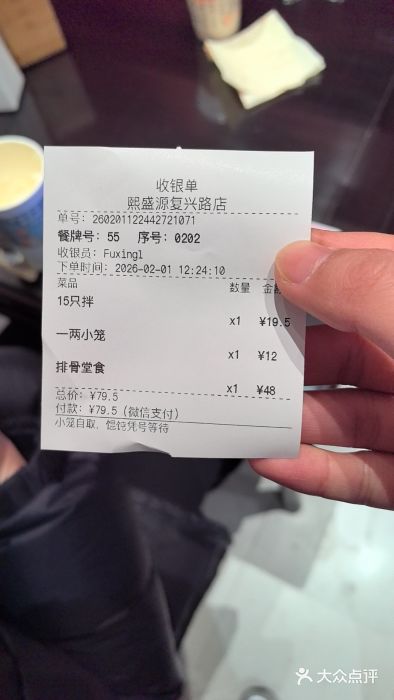 收银单
熙盛源复兴路店
单号: 260201122442721071
餐牌号: 55 序号: 0202
收银员: Fuxing1
下单时间: 2026-02-01 12:24:10
菜品 数量 金
15只拌
x1 ¥19.5
一两小笼
x1 ¥12
排骨堂食
x1 ¥48
总价: ¥79.5
付款: ¥79.5 (微信支付)
小笼自取，馄饨凭号等待
大众点评